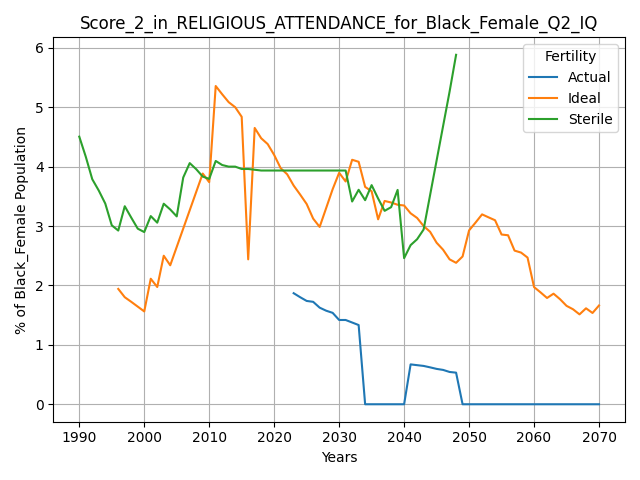 Score_2_in_RELIGIOUS_ATTENDANCE_for_Black_Female_Q2_IQ
% of Black_Female Population
6
5
4
3
2
1
0
Fertility
Actual
Ideal
Sterile
1990 2000 2010 2020 2030 2040 2050 2060 2070
Years